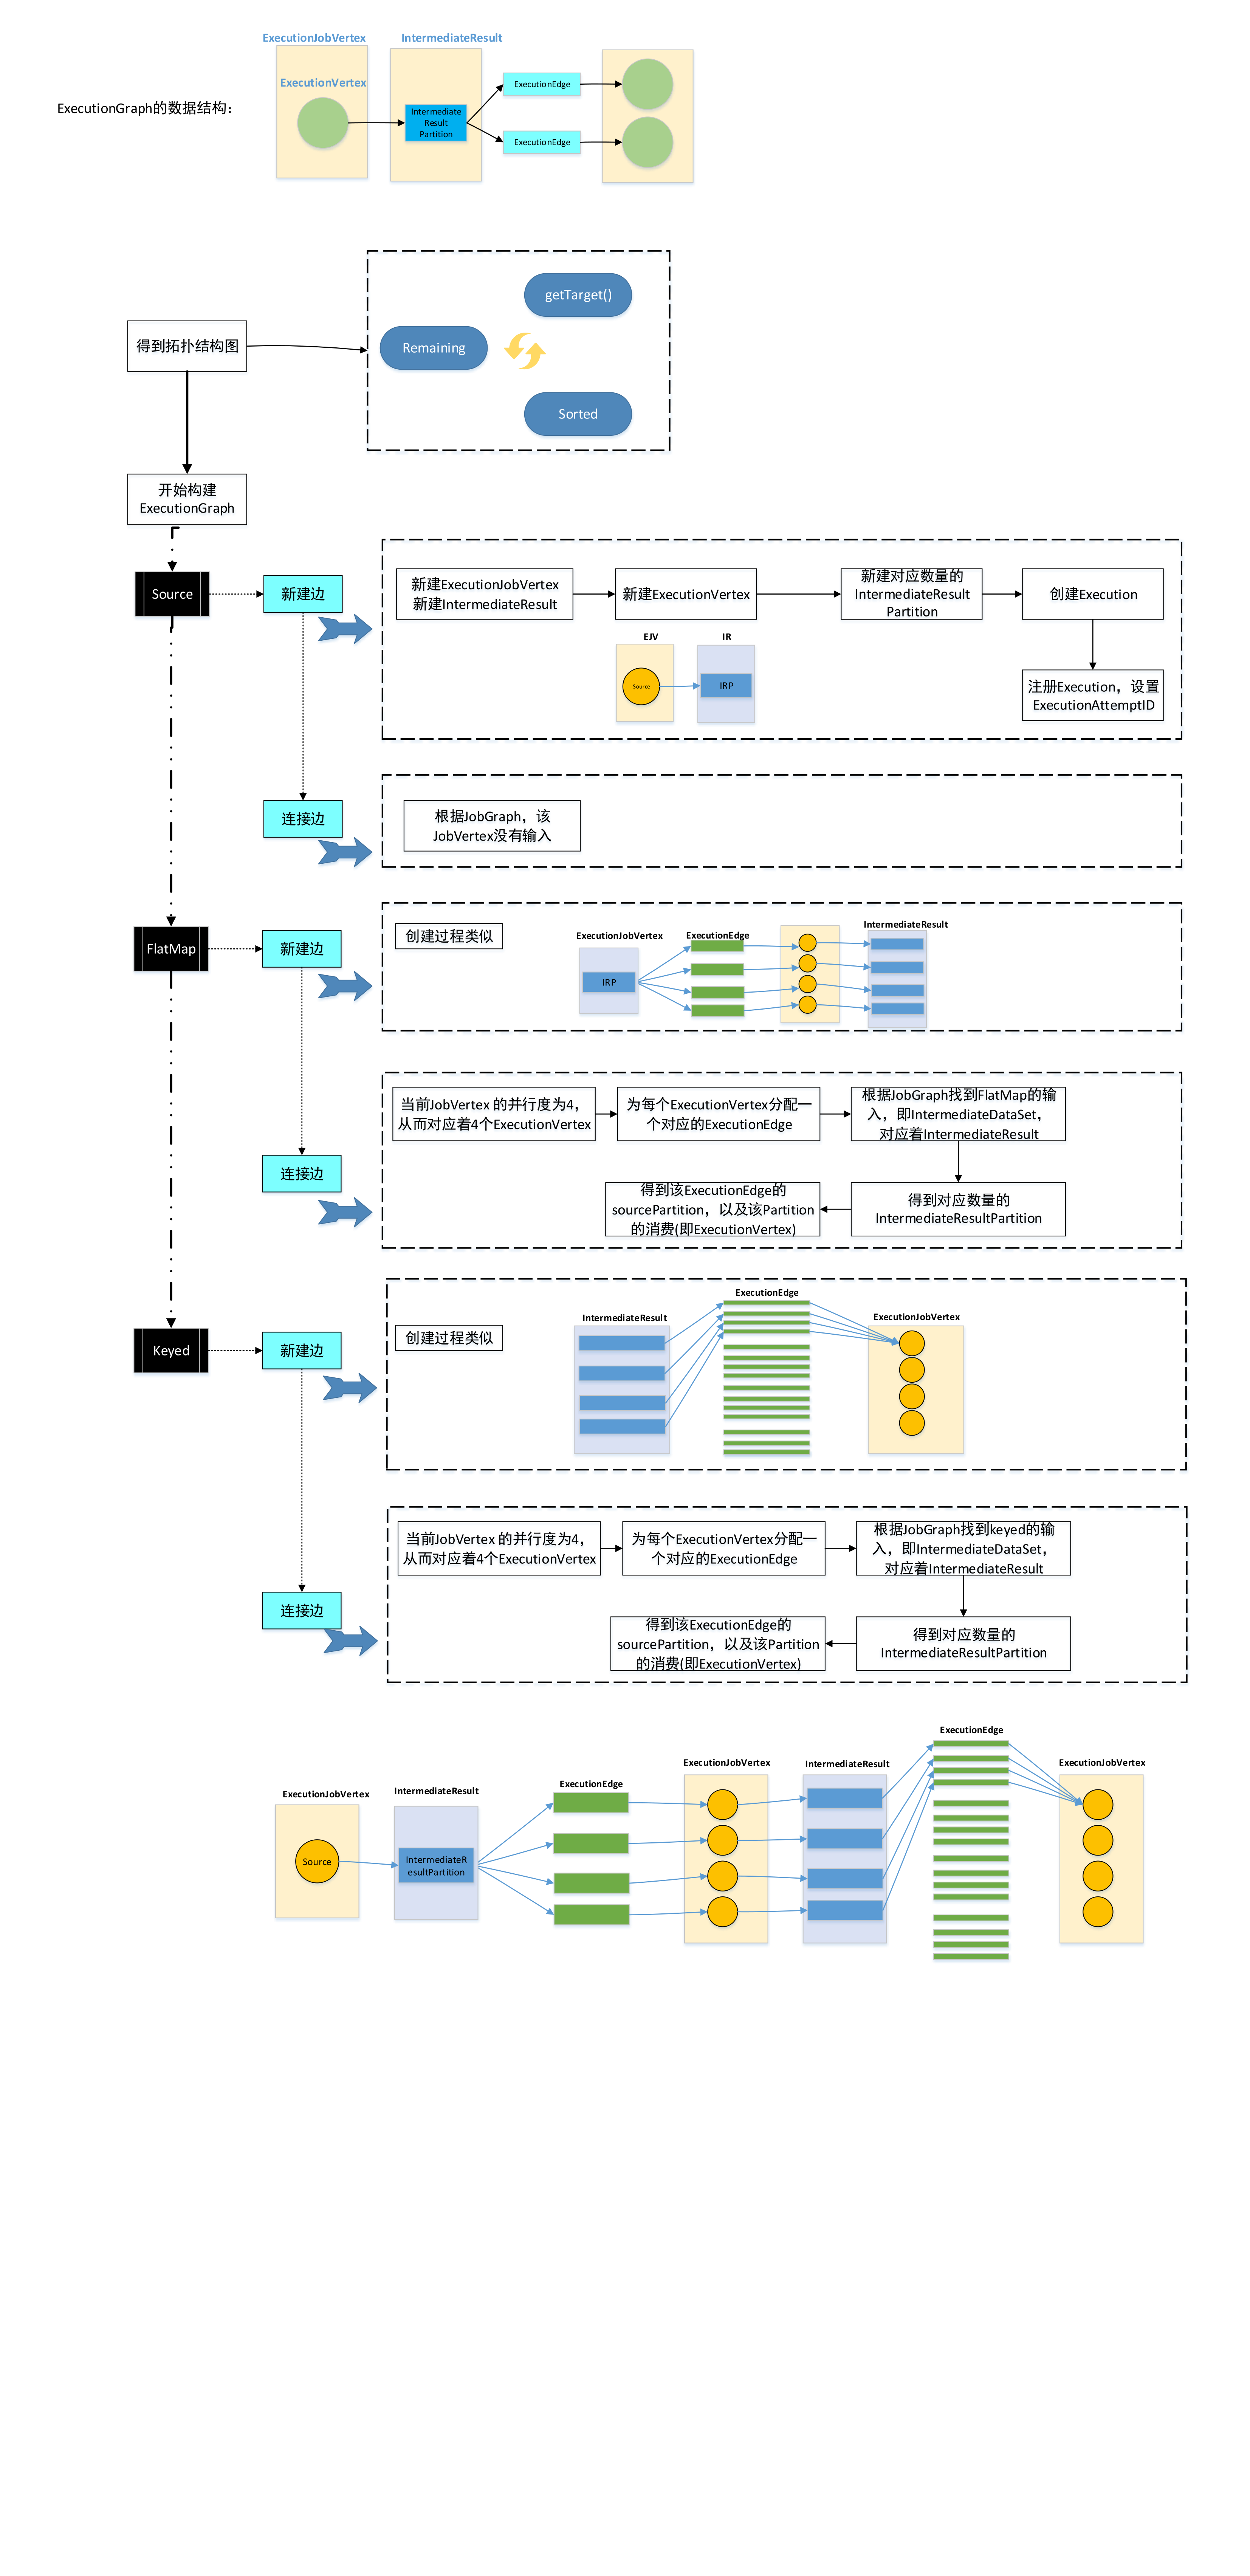 ExecutionJobVertex
IntermediateResult
ExecutionVertex
ExecutionGraph的数据结构：
Intermediate
Result
Partition
ExecutionEdge
ExecutionEdge
getTarget()
得到拓扑结构图
Remaining
Sorted
开始构建
ExecutionGraph
Source
新建边
新建ExecutionJobVertex
新建IntermediateResult
新建ExecutionVertex
新建对应数量的
IntermediateResult
Partition
创建Execution
EJV
IR
Source
IRP
注册Execution，设置
ExecutionAttemptID
连接边
根据JobGraph，该
JobVertex没有输入
FlatMap
新建边
创建过程类似
ExecutionJobVertex
ExecutionEdge
IntermediateResult
IRP
当前JobVertex 的并行度为4，
从而对应着4个ExecutionVertex
为每个ExecutionVertex分配一
个对应的ExecutionEdge
根据JobGraph找到FlatMap的输
入，即IntermediateDataSet，
对应着IntermediateResult
连接边
得到该ExecutionEdge的
sourcePartition，以及该Partition
的消费(即ExecutionVertex)
得到对应数量的
IntermediateResultPartition
Keyed
新建边
创建过程类似
IntermediateResult
ExecutionEdge
ExecutionJobVertex
当前JobVertex 的并行度为4，
从而对应着4个ExecutionVertex
为每个ExecutionVertex分配一
个对应的ExecutionEdge
根据JobGraph找到keyed的输
入，即IntermediateDataSet，
对应着IntermediateResult
连接边
得到该ExecutionEdge的
sourcePartition，以及该Partition
的消费(即ExecutionVertex)
得到对应数量的
IntermediateResultPartition
ExecutionJobVertex
IntermediateResult
ExecutionEdge
ExecutionJobVertex
IntermediateResult
ExecutionEdge
ExecutionJobVertex
Source
IntermediateR
esultPartition